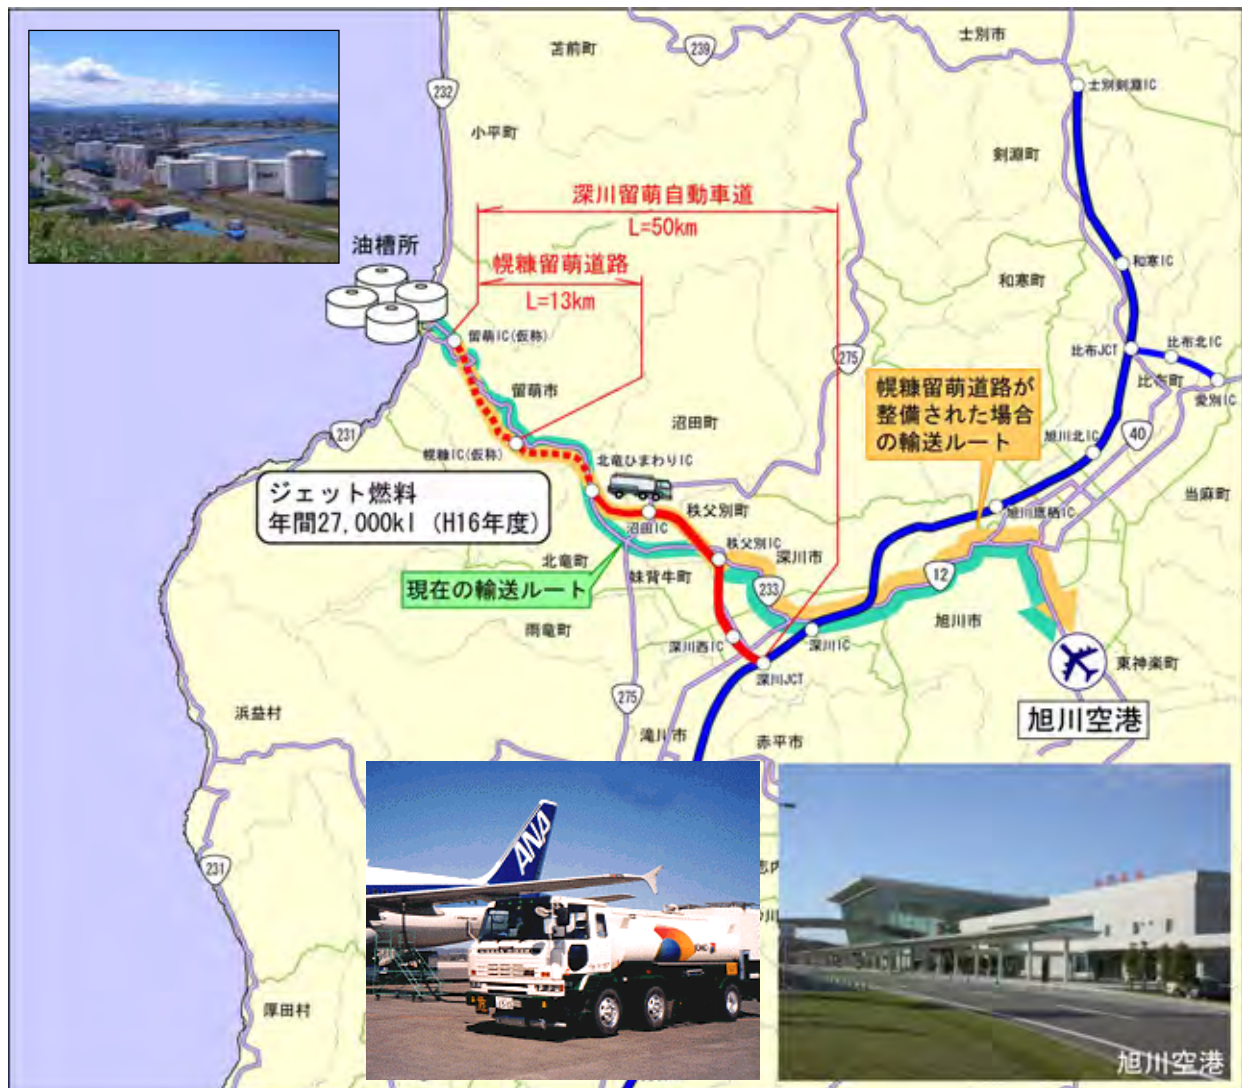 苫前町
239
士別市
士別剣淵IC
232
小平町
剣淵町
深川留萌自動車道
L=50km
油槽所
幌糠留萌道路
L=13km
和寒IC
和寒町
留萌IC(仮称)
275
比布JCT
比布北IC
比布町
愛別IC
留萌市
幌糠留萌道路が
整備された場合
の輸送ルート
沼田町
231
幌糠IC(仮称)
北竜ひまわりIC
旭川北IC
40
ジェット燃料
年間27,000kl (H16年度)
当麻町
秩父別町
沼田IC
旭川鷹栖IC
秩父別IC
深川市
北竜町
妹背牛町
現在の輸送ルート
233
12
雨竜町
旭川市
深川西IC
深川IC
深川JCT
東神楽町
275
浜益村
滝川市
赤平市
旭川空港
231
ANA
厚田村
旭川空港